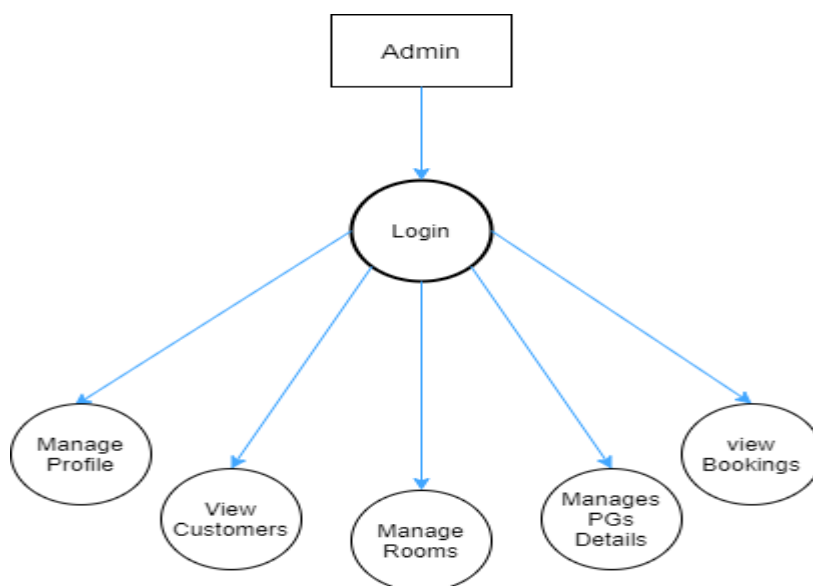 Admin
Login
Manage
Profile
View
Customers
Manage
Rooms
Manages
PGs
Details
view
Bookings